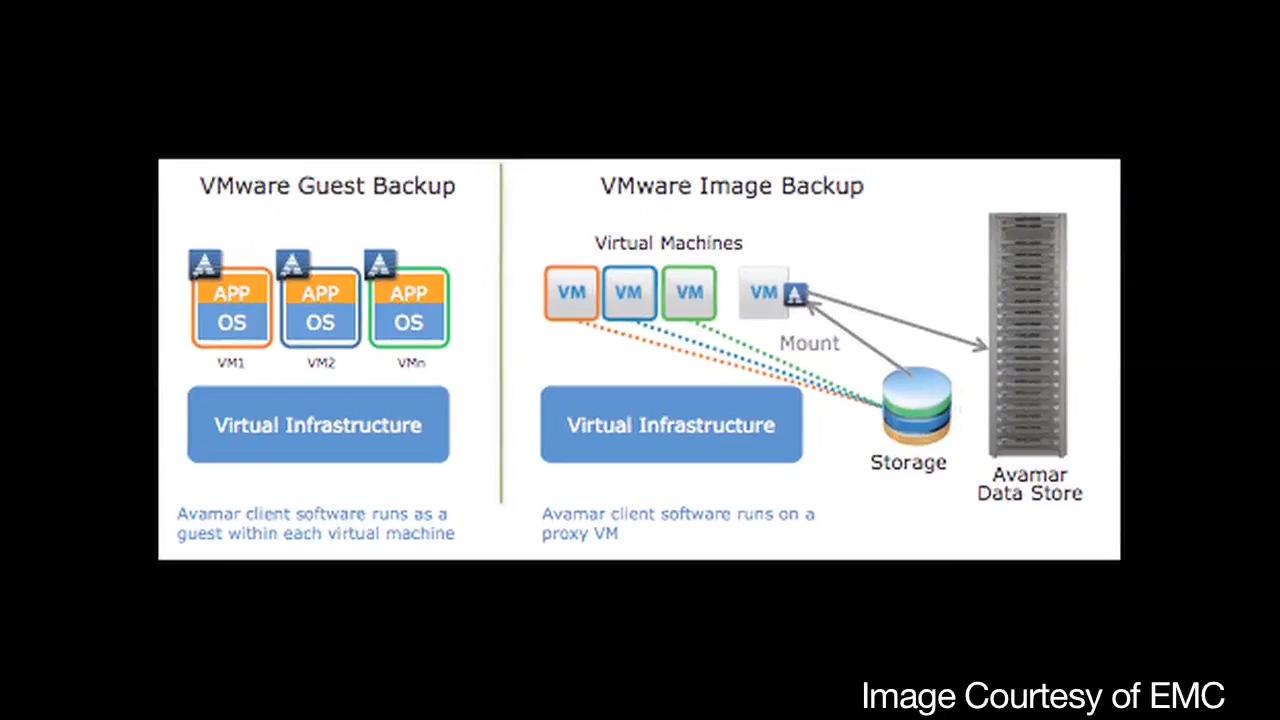 VMware Guest Backup
APP
APP
APP
OS
OS
OS
VM1
VM2
VMn
Virtual Infrastructure
Avamar client software runs as a
guest within each virtual machine
VMware Image Backup
Virtual Machines
VM
VM
VM
VM
Mount
Virtual Infrastructure
Storage
Avamar
Data Store
Avamar client software runs on a
proxy VM
Image Courtesy of EMC